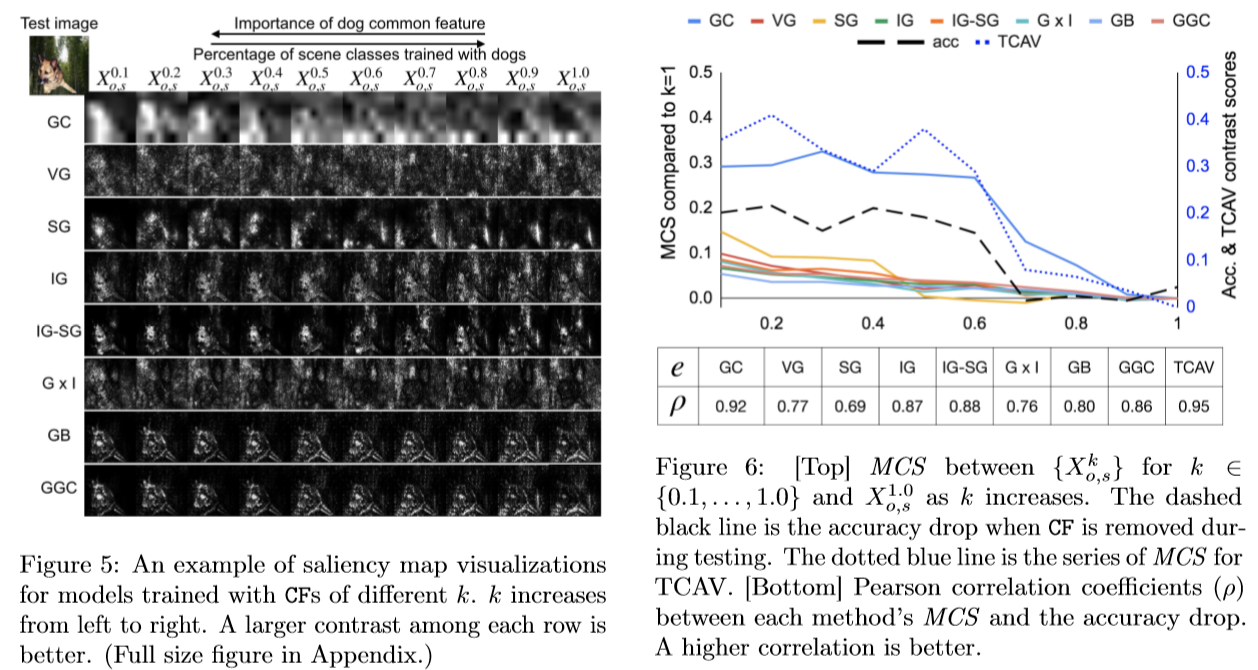 Test image
Importance of dog common feature
Percentage of scene classes trained with dogs
X^{0.1}_{o,s} X^{0.2}_{o,s} X^{0.3}_{o,s} X^{0.4}_{o,s} X^{0.5}_{o,s} X^{0.6}_{o,s} X^{0.7}_{o,s} X^{0.8}_{o,s} X^{0.9}_{o,s} X^{1.0}_{o,s}
GC
VG
SG
IG
IG-SG
G x I
GB
GGC
Figure 5: An example of saliency map visualizations
for models trained with CFs of different k. k increases
from left to right. A larger contrast among each row is
better. (Full size figure in Appendix.)
GC VG SG IG IG-SG G x I GB GGC
acc TCAV
MCS compared to k=1
0.5
0.4
0.3
0.2
0.1
0.0
0.2 0.4 0.6 0.8 1
0.5
0.4
0.3
0.2
0.1
0
Acc. & TCAV contrast scores
e GC VG SG IG IG-SG G x I GB GGC TCAV
ρ 0.92 0.77 0.69 0.87 0.88 0.76 0.80 0.86 0.95
Figure 6: [Top] MCS between {X^k_{o,s}} for k ∈
{0.1, . . . , 1.0} and X^{1.0}_{o,s} as k increases. The dashed
black line is the accuracy drop when CF is removed dur-
ing testing. The dotted blue line is the series of MCS for
TCAV. [Bottom] Pearson correlation coefficients (ρ)
between each method's MCS and the accuracy drop.
A higher correlation is better.